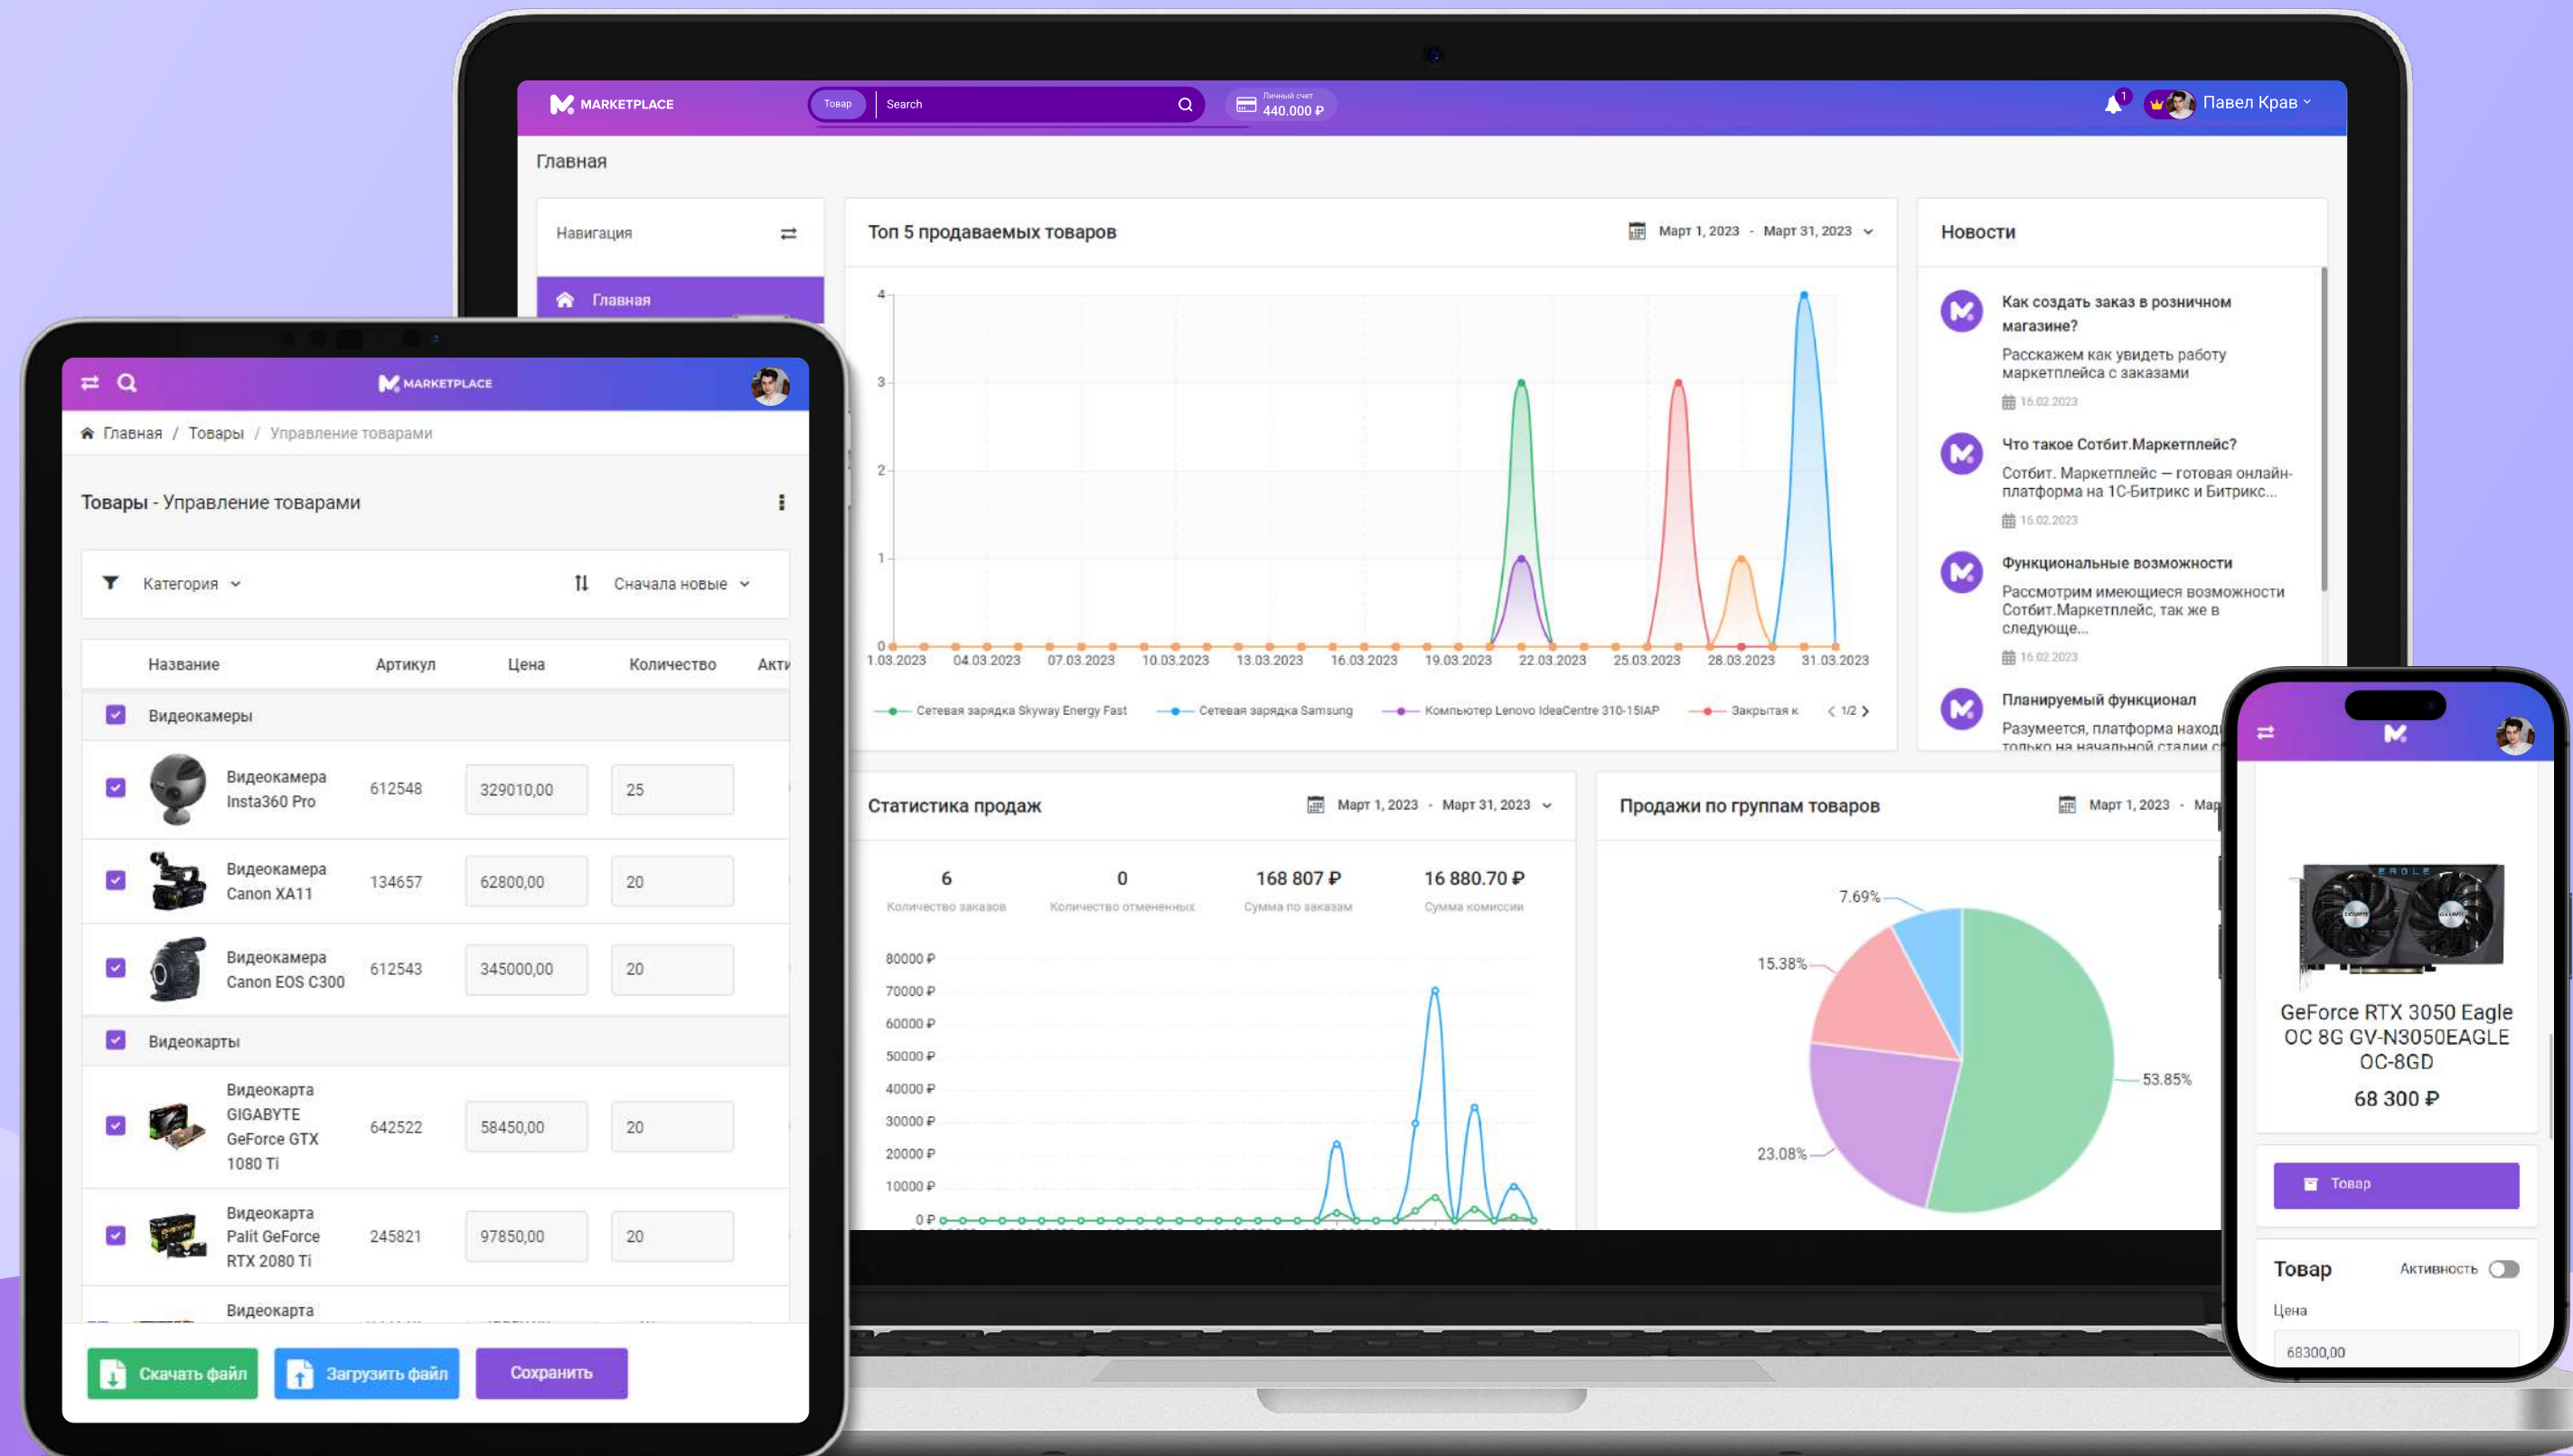 MARKETPLACE
Товар
Search
Личный счет
440.000 ₽
1
Павел Крав
Главная
Навигация
Главная
Топ 5 продаваемых товаров
Март 1, 2023 - Март 31, 2023
4
3
2
1
0
1.03.2023 04.03.2023 07.03.2023 10.03.2023 13.03.2023 16.03.2023 19.03.2023 22.03.2023 25.03.2023 28.03.2023 31.03.2023
Сетевая зарядка Skyway Energy Fast
Сетевая зарядка Samsung
Компьютер Lenovo IdeaCentre 310-15IAP
Закрытая к
1/2
Новости
Как создать заказ в розничном
магазине?
Расскажем как увидеть работу
маркетплейса с заказами
16.02.2023
Что такое Сотбит.Маркетплейс?
Сотбит. Маркетплейс — готовая онлайн-
платформа на 1С-Битрикс и Битрикс...
16.02.2023
Функциональные возможности
Рассмотрим имеющиеся возможности
Сотбит.Маркетплейс, так же в
следующе...
16.02.2023
Планируемый функционал
Разумеется, платформа наход
только на начальной стадии
Статистика продаж
Март 1, 2023 - Март 31, 2023
6
Количество заказов
0
Количество отмененных
168 807 ₽
Сумма по заказам
16 880.70 ₽
Сумма комиссии
80000 ₽
70000 ₽
60000 ₽
50000 ₽
40000 ₽
30000 ₽
20000 ₽
10000 ₽
0 ₽
Продажи по группам товаров
Март 1, 2023 - Мар
7.69%
15.38%
23.08%
53.85%
MARKETPLACE
Главная / Товары / Управление товарами
Товары - Управление товарами
Категория
Сначала новые
Название Артикул Цена Количество Акти
Видеокамеры
Видеокамера
Insta360 Pro
612548
329010,00
25
Видеокамера
Canon XA11
134657
62800,00
20
Видеокамера
Canon EOS C300
612543
345000,00
20
Видеокарты
Видеокарта
GIGABYTE
GeForce GTX
1080 Ti
642522
58450,00
20
Видеокарта
Palit GeForce
RTX 2080 Ti
245821
97850,00
20
Видеокарта
Скачать файл
Загрузить файл
Сохранить
EAGLE
GeForce RTX 3050 Eagle
OC 8G GV-N3050EAGLE
OC-8GD
68 300 ₽
Товар
Товар
Активность
Цена
68300,00